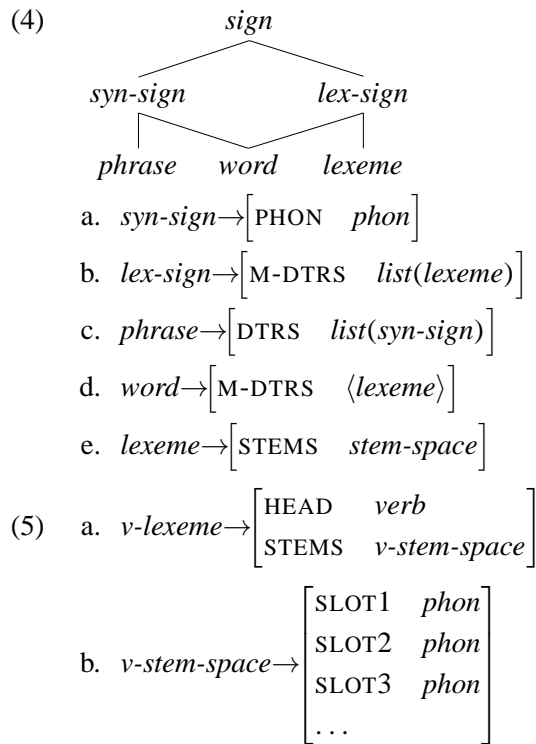 (4) sign
syn-sign lex-sign
phrase word lexeme
a. syn-sign→[PHON phon]
b. lex-sign→[M-DTRS list(lexeme)]
c. phrase→[DTRS list(syn-sign)]
d. word→[M-DTRS ⟨lexeme⟩]
e. lexeme→[STEMS stem-space]
(5) a. v-lexeme→[HEAD verb
STEMS v-stem-space]
b. v-stem-space→[SLOT1 phon
SLOT2 phon
SLOT3 phon
...]